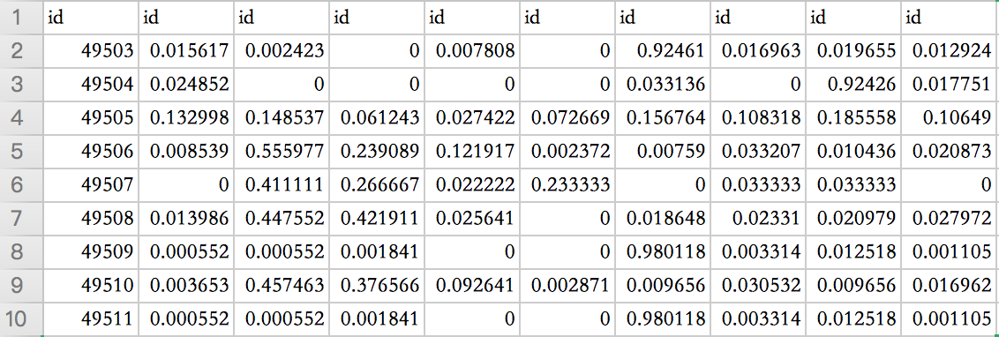 1 id id id id id id id id id id
2 49503 0.015617 0.002423 0 0.007808 0 0.92461 0.016963 0.019655 0.012924
3 49504 0.024852 0 0 0 0 0.033136 0 0.92426 0.017751
4 49505 0.132998 0.148537 0.061243 0.027422 0.072669 0.156764 0.108318 0.185558 0.10649
5 49506 0.008539 0.555977 0.239089 0.121917 0.002372 0.00759 0.033207 0.010436 0.020873
6 49507 0 0.411111 0.266667 0.022222 0.233333 0 0.033333 0.033333 0
7 49508 0.013986 0.447552 0.421911 0.025641 0 0.018648 0.02331 0.020979 0.027972
8 49509 0.000552 0.000552 0.001841 0 0 0.980118 0.003314 0.012518 0.001105
9 49510 0.003653 0.457463 0.376566 0.092641 0.002871 0.009656 0.030532 0.009656 0.016962
10 49511 0.000552 0.000552 0.001841 0 0 0.980118 0.003314 0.012518 0.001105